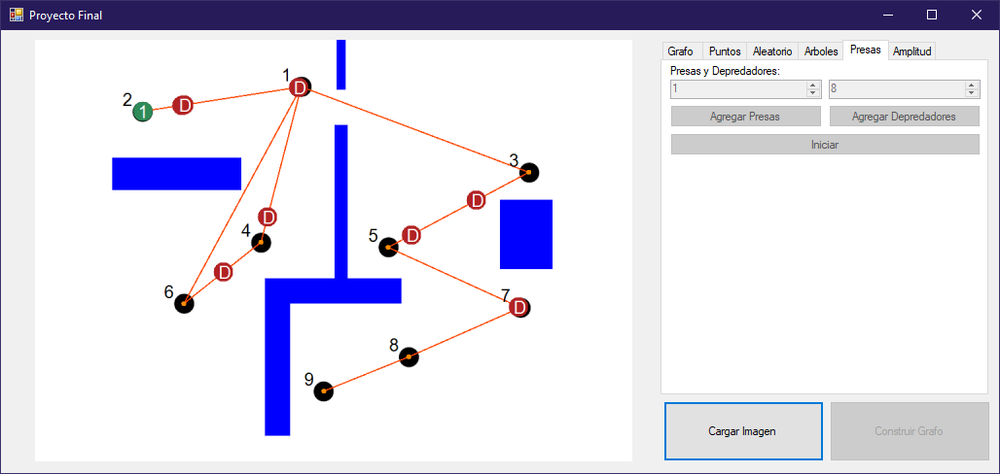 Proyecto Final
Grafo Puntos Aleatorio Arboles Presas Amplitud
Presas y Depredadores:
1 8
Agregar Presas Agregar Depredadores
Iniciar
1
D
2
1
D
3
D
D
4
5
D
D
6
7
D
8
9
Cargar Imagen Construir Grafo